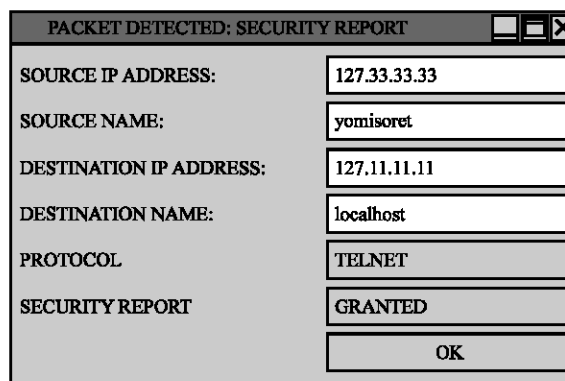 PACKET DETECTED: SECURITY REPORT
SOURCE IP ADDRESS: 127.33.33.33
SOURCE NAME: yomisoret
DESTINATION IP ADDRESS: 127.11.11.11
DESTINATION NAME: localhost
PROTOCOL TELNET
SECURITY REPORT GRANTED
OK